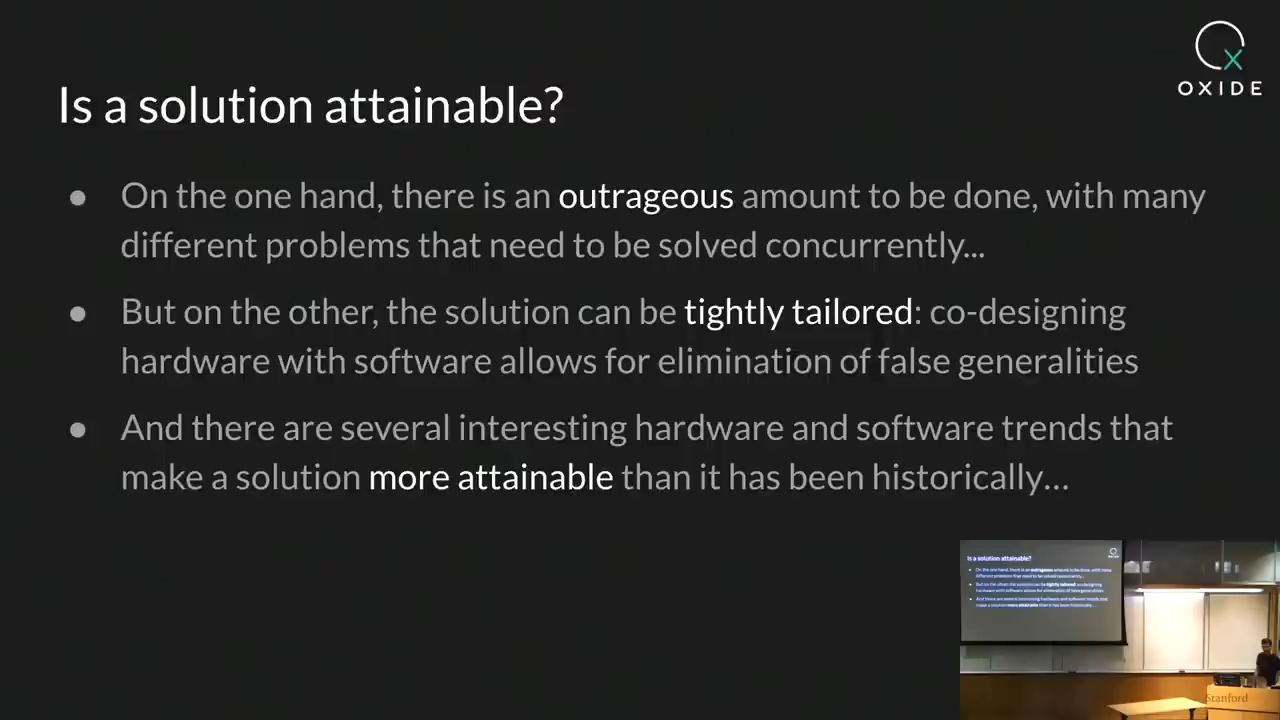 OXIDE
Is a solution attainable?
● On the one hand, there is an outrageous amount to be done, with many
different problems that need to be solved concurrently...
● But on the other, the solution can be tightly tailored: co-designing
hardware with software allows for elimination of false generalities
● And there are several interesting hardware and software trends that
make a solution more attainable than it has been historically…
Is a solution attainable?
Stanford